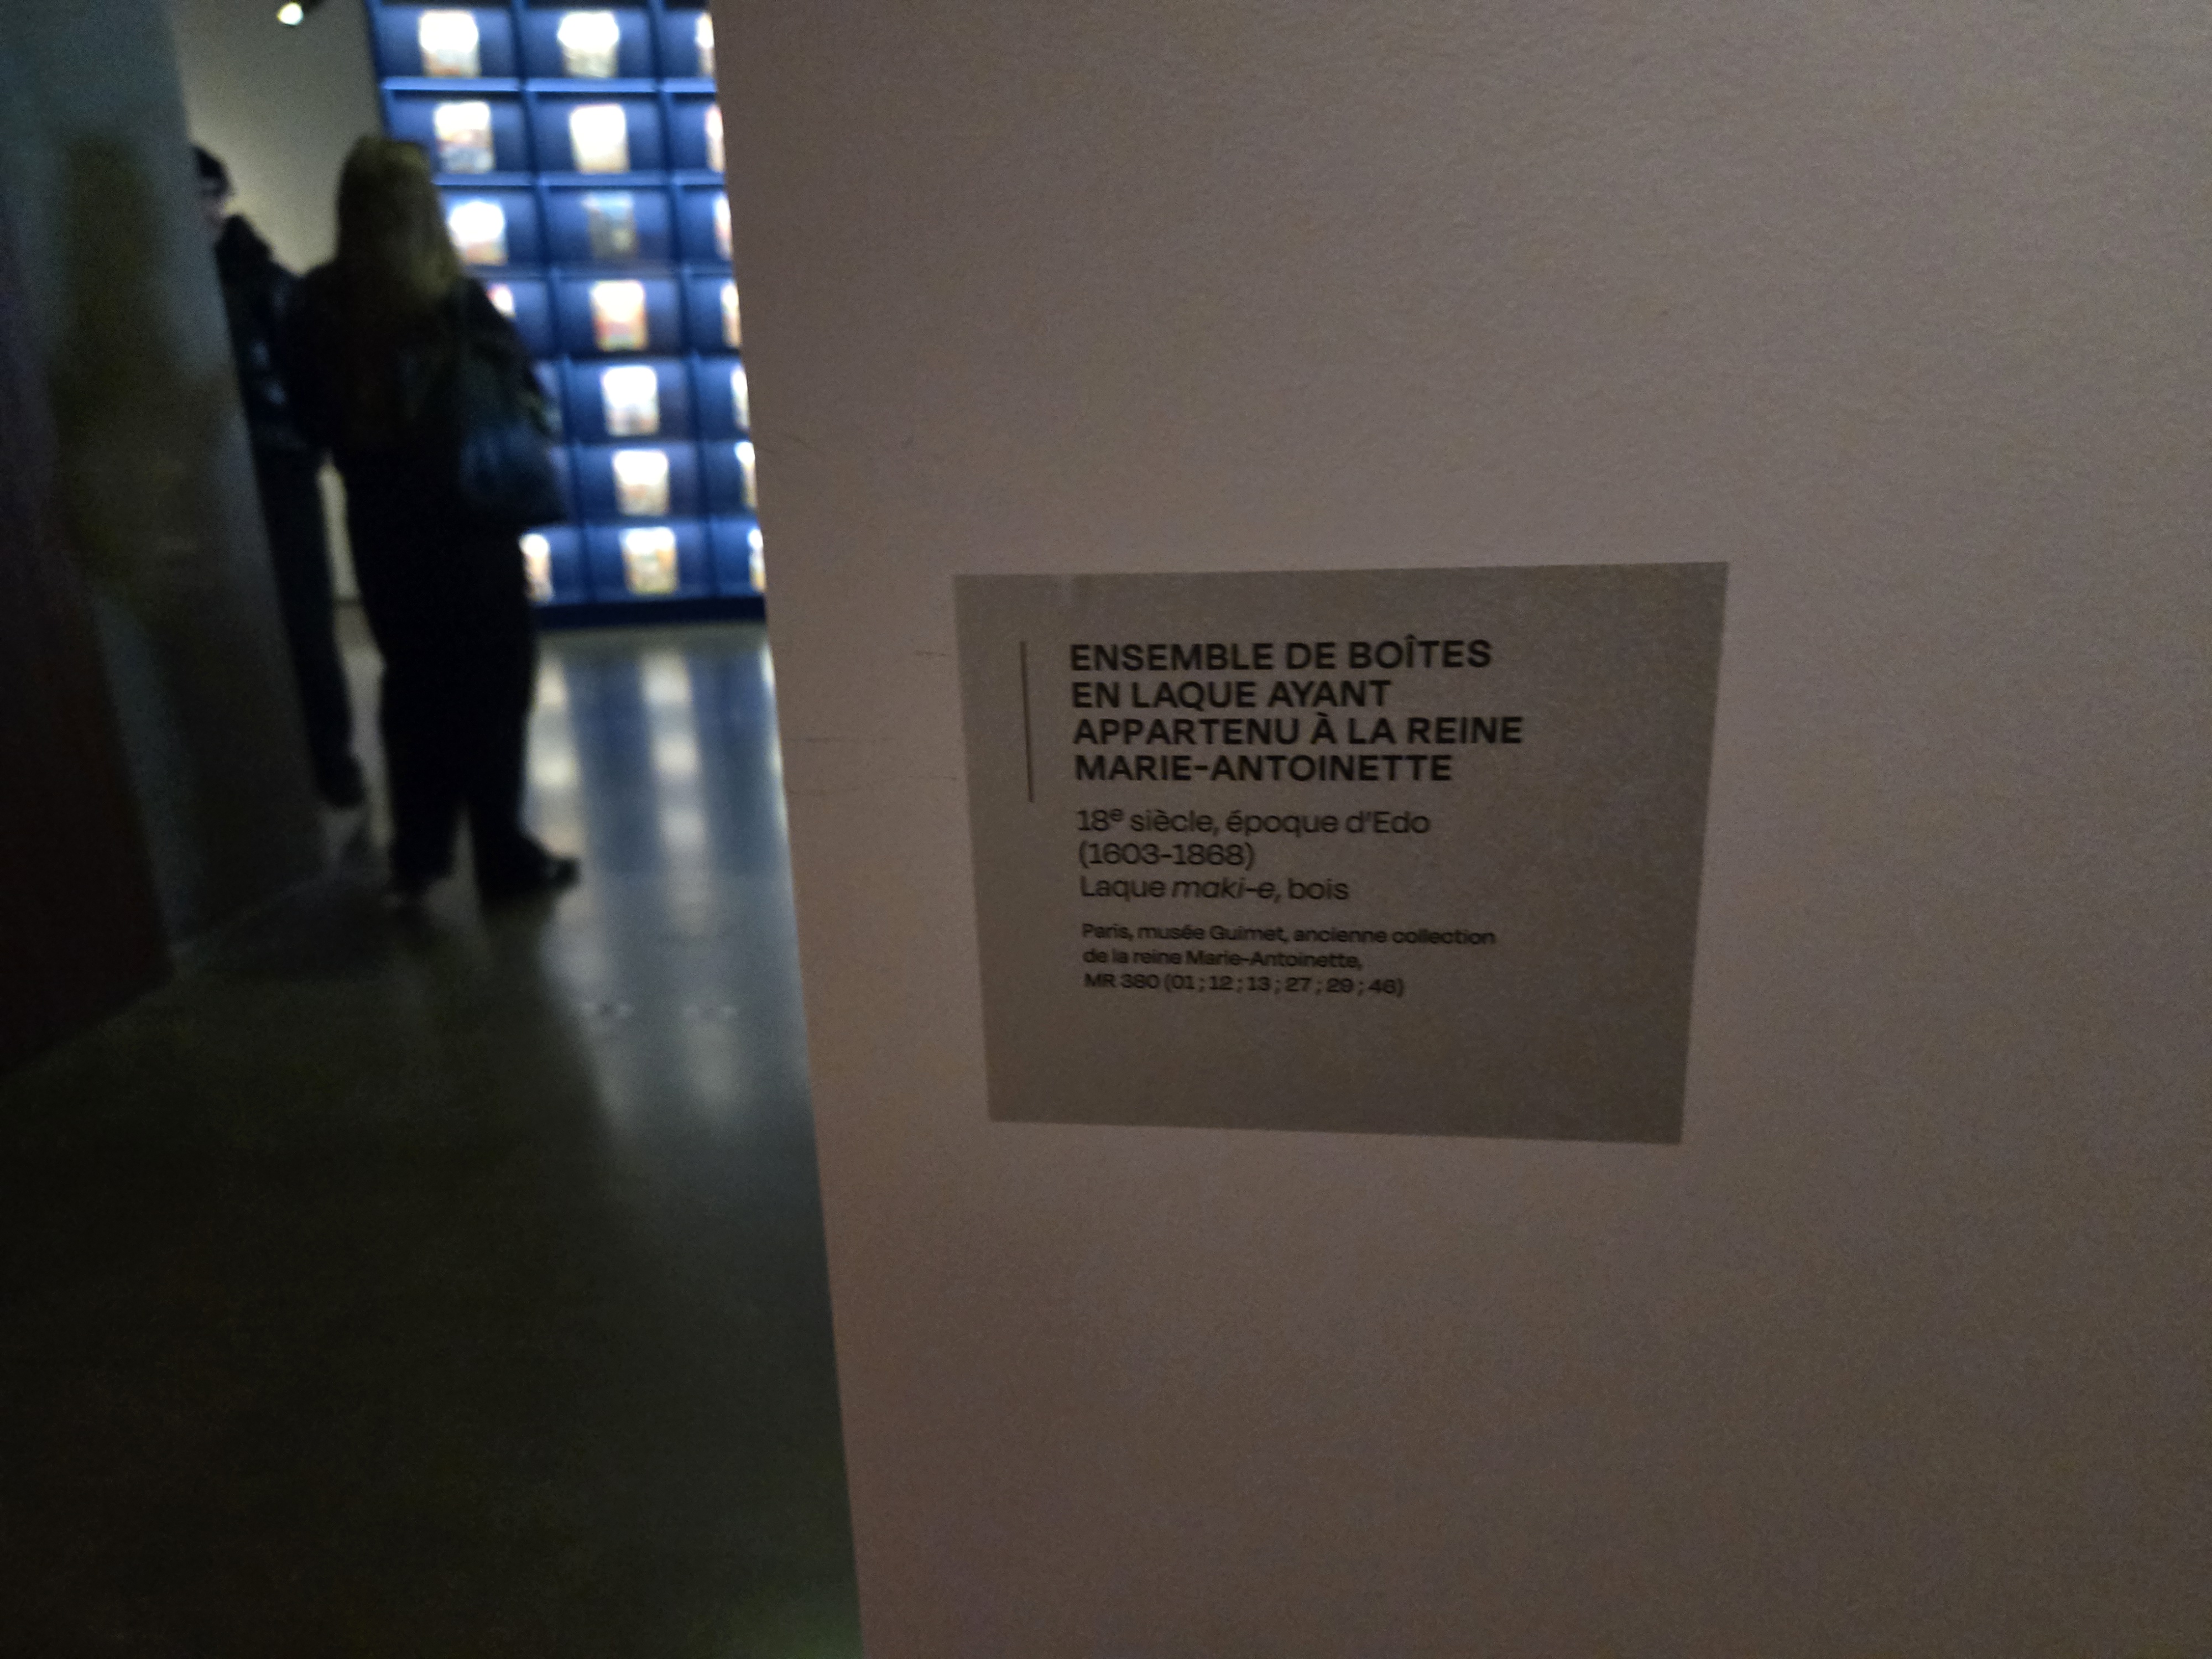 ENSEMBLE DE BOÎTES
EN LAQUE AYANT
APPARTENU À LA REINE
MARIE-ANTOINETTE
18e siècle, époque d'Edo
(1603-1868)
Laque maki-e, bois
Paris, musée Guimet, ancienne collection
de la reine Marie-Antoinette,
MR 380 (01 ; 12 ; 13 ; 27 ; 29 ; 46)